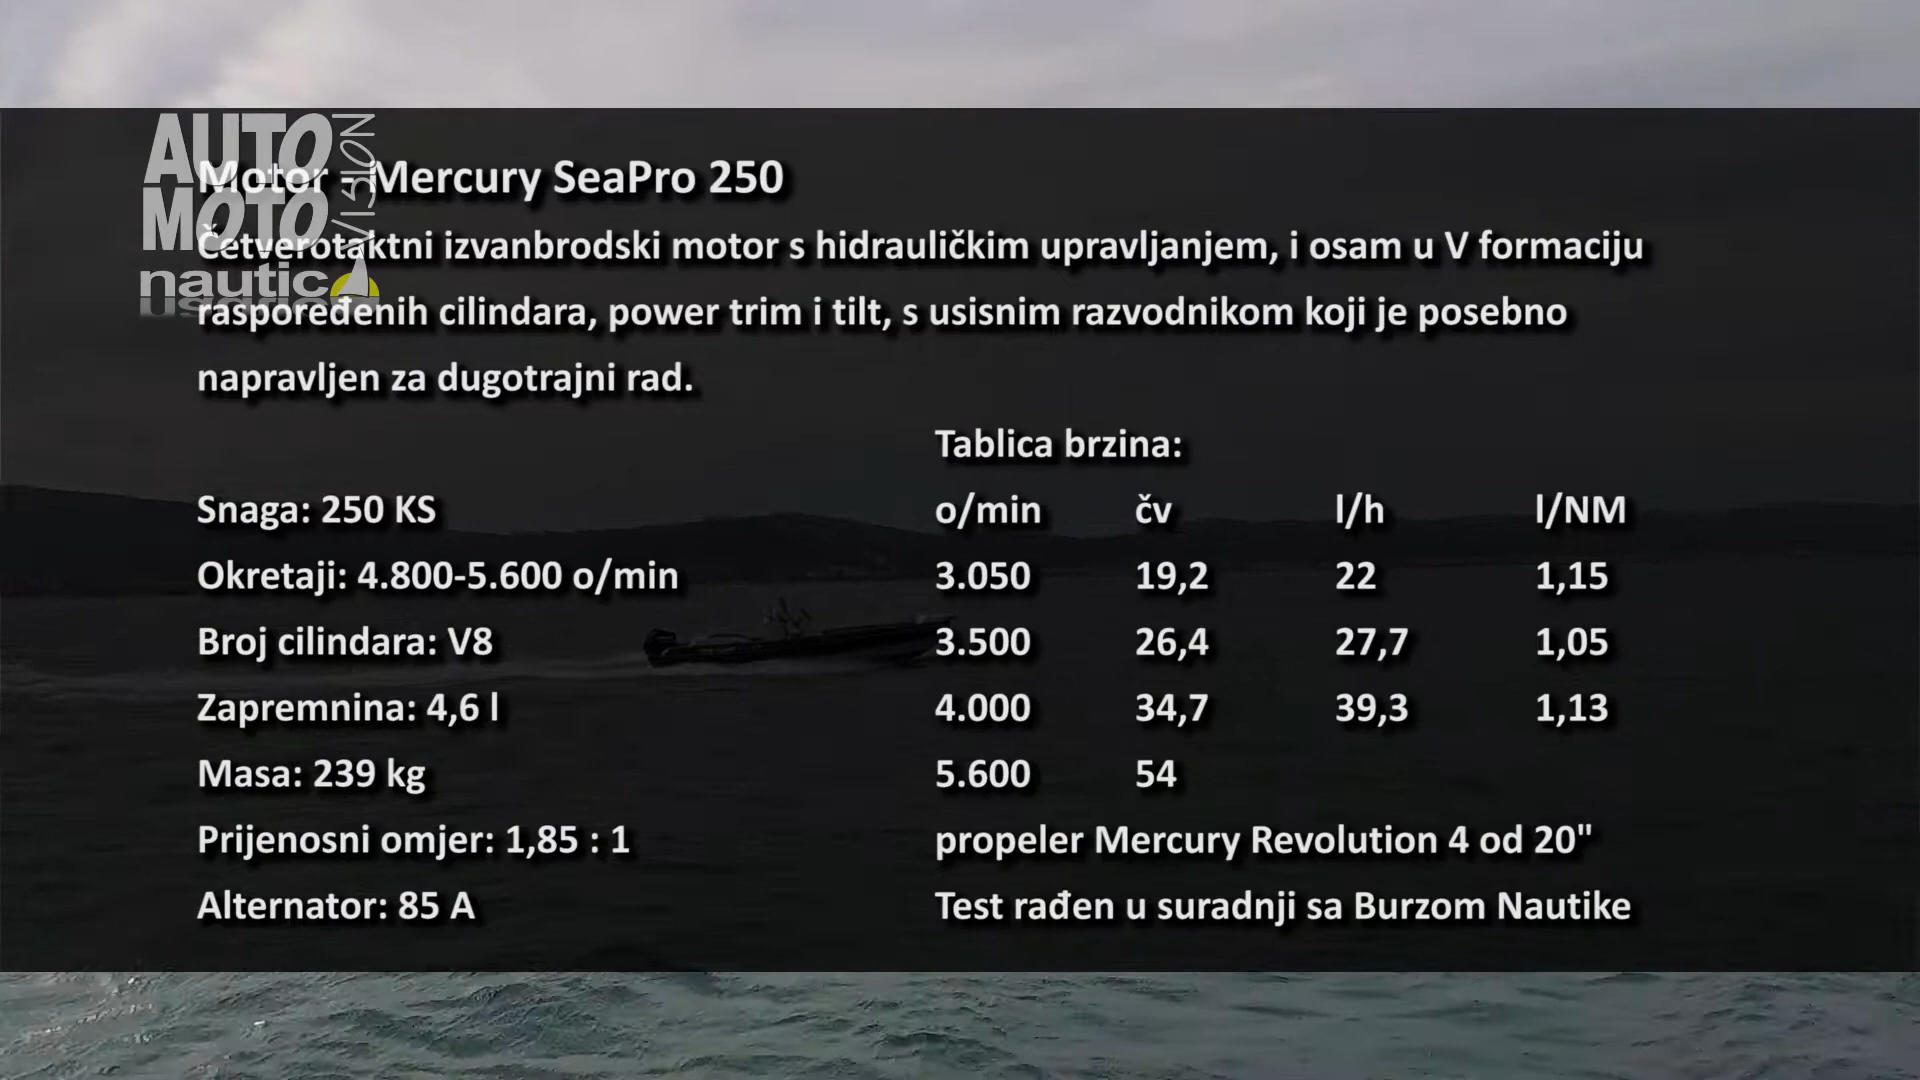 AUTO
MOTO
VISION
nautic
Motor - Mercury SeaPro 250
Četverotaktni izvanbrodski motor s hidrauličkim upravljanjem, i osam u V formaciju
raspoređenih cilindara, power trim i tilt, s usisnim razvodnikom koji je posebno
napravljen za dugotrajni rad.
Snaga: 250 KS
Okretaji: 4.800-5.600 o/min
Broj cilindara: V8
Zapremnina: 4,6 l
Masa: 239 kg
Prijenosni omjer: 1,85 : 1
Alternator: 85 A
Tablica brzina:
o/min čv l/h l/NM
3.050 19,2 22 1,15
3.500 26,4 27,7 1,05
4.000 34,7 39,3 1,13
5.600 54
propeler Mercury Revolution 4 od 20"
Test rađen u suradnji sa Burzom Nautike